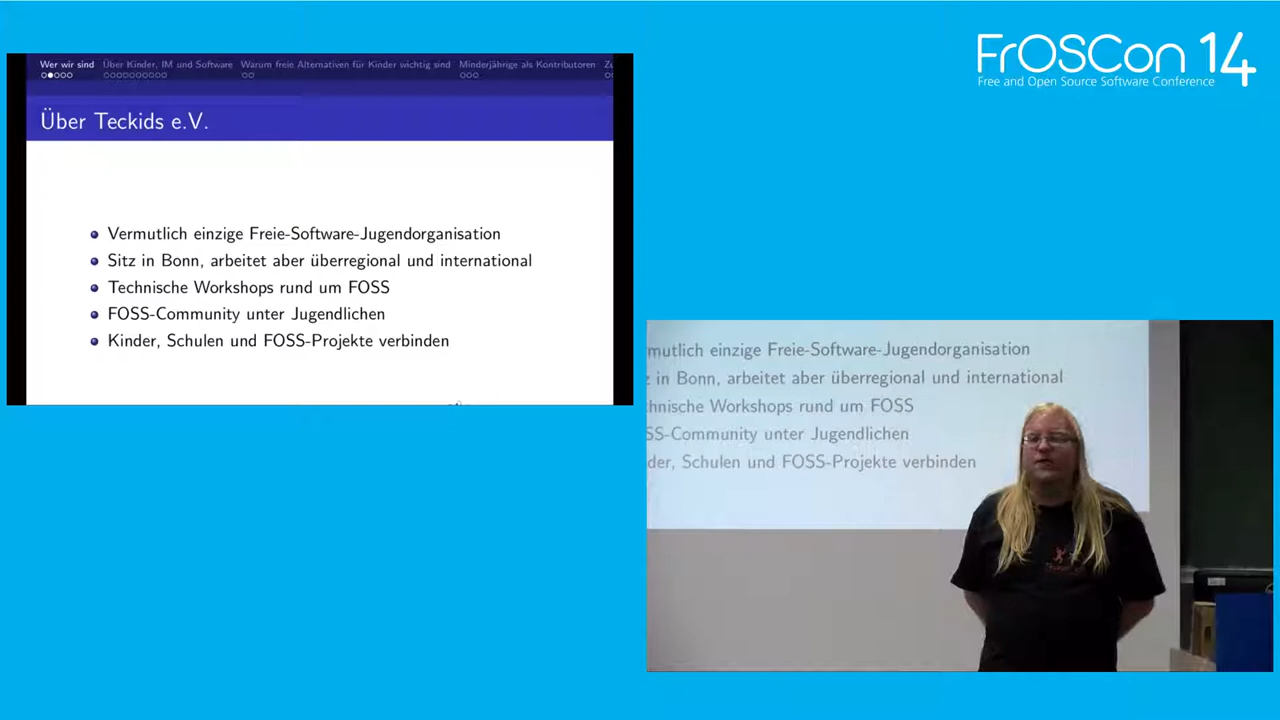 FrOSCon 14
Free and Open Source Software Conference
Wer wir sind Über Kinder, IM und Software Warum freie Alternativen für Kinder wichtig sind Minderjährige als Kontributoren Zu
Über Teckids e.V.
Vermutlich einzige Freie-Software-Jugendorganisation
Sitz in Bonn, arbeitet aber überregional und international
Technische Workshops rund um FOSS
FOSS-Community unter Jugendlichen
Kinder, Schulen und FOSS-Projekte verbinden
mutlich einzige Freie-Software-Jugendorganisation
z in Bonn, arbeitet aber überregional und international
hnische Workshops rund um FOSS
SS-Community unter Jugendlichen
der, Schulen und FOSS-Projekte verbinden